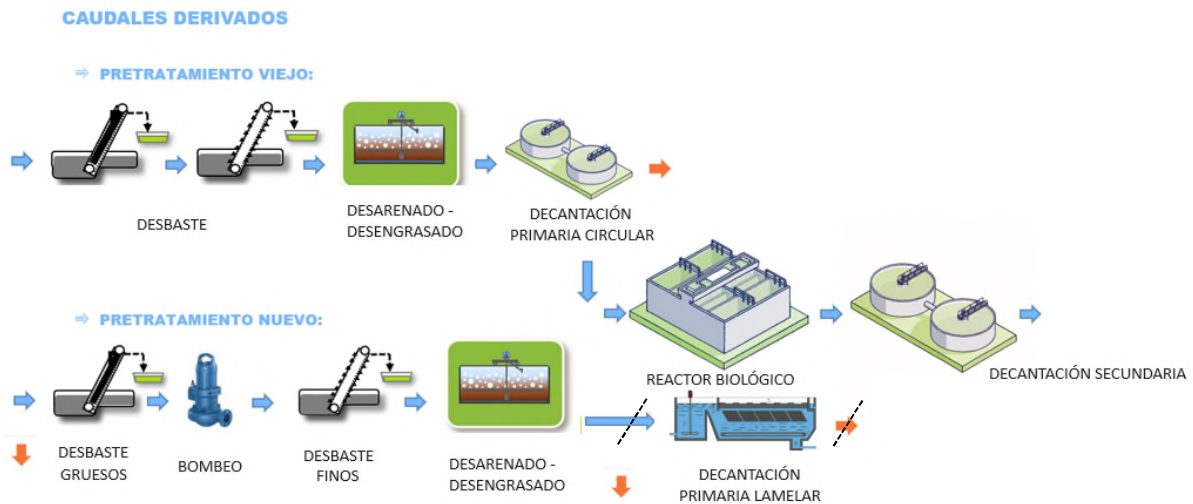 CAUDALES DERIVADOS
⇒ PRETRATAMIENTO VIEJO:
DESBASTE
DESARENADO -
DESENGRASADO
DECANTACIÓN
PRIMARIA CIRCULAR
⇒ PRETRATAMIENTO NUEVO:
REACTOR BIOLÓGICO
DECANTACIÓN SECUNDARIA
DESBASTE
GRUESOS
BOMBEO
DESBASTE
FINOS
DESARENADO -
DESENGRASADO
DECANTACIÓN
PRIMARIA LAMELAR